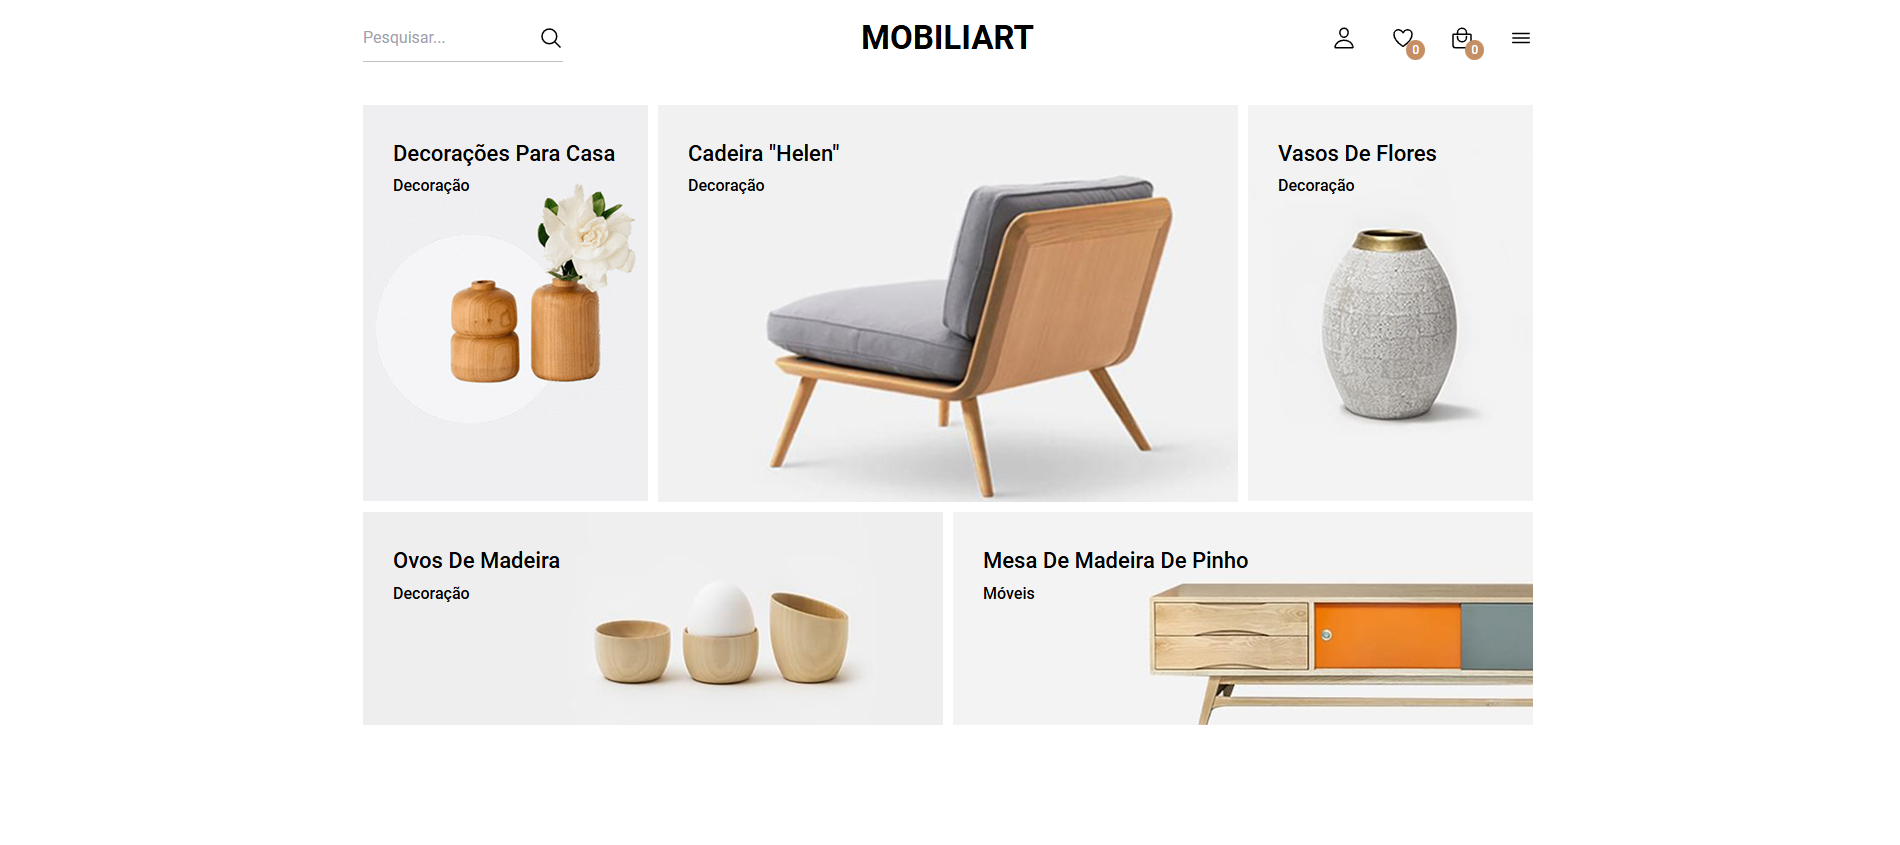 Pesquisar...
MOBILIART
0
0
Decorações Para Casa
Decoração
Cadeira "Helen"
Decoração
Vasos De Flores
Decoração
Ovos De Madeira
Decoração
Mesa De Madeira De Pinho
Móveis